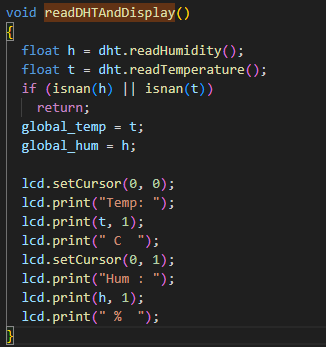 void readDHTAndDisplay()
{
  float h = dht.readHumidity();
  float t = dht.readTemperature();
  if (isnan(h) || isnan(t))
    return;
  global_temp = t;
  global_hum = h;

  lcd.setCursor(0, 0);
  lcd.print("Temp: ");
  lcd.print(t, 1);
  lcd.print(" C  ");
  lcd.setCursor(0, 1);
  lcd.print("Hum : ");
  lcd.print(h, 1);
  lcd.print(" %  ");
}